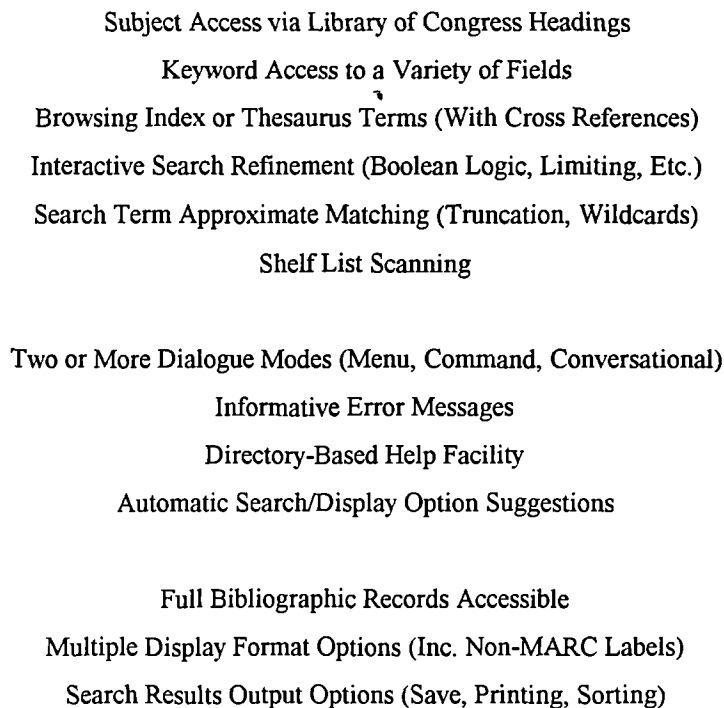 Subject Access via Library of Congress Headings
Keyword Access to a Variety of Fields
Browsing Index or Thesaurus Terms (With Cross References)
Interactive Search Refinement (Boolean Logic, Limiting, Etc.)
Search Term Approximate Matching (Truncation, Wildcards)
Shelf List Scanning
Two or More Dialogue Modes (Menu, Command, Conversational)
Informative Error Messages
Directory-Based Help Facility
Automatic Search/Display Option Suggestions
Full Bibliographic Records Accessible
Multiple Display Format Options (Inc. Non-MARC Labels)
Search Results Output Options (Save, Printing, Sorting)